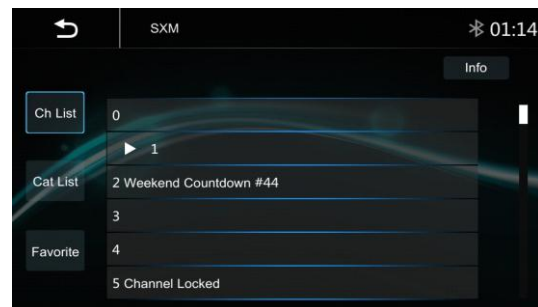 SXM 01:14
Info
Ch List
0
1
Cat List
2 Weekend Countdown #44
3
Favorite
4
5 Channel Locked